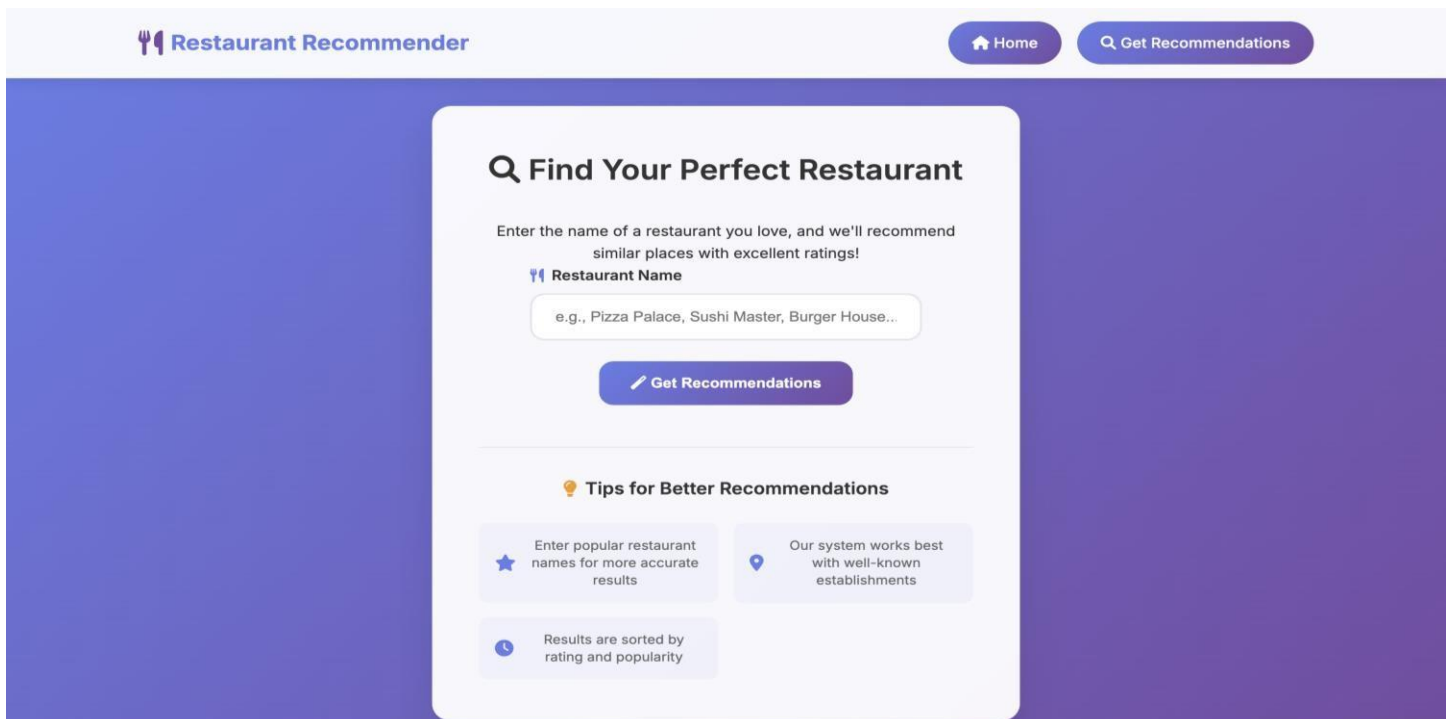 Restaurant Recommender
Home
Get Recommendations
Find Your Perfect Restaurant
Enter the name of a restaurant you love, and we'll recommend
similar places with excellent ratings!
Restaurant Name
e.g., Pizza Palace, Sushi Master, Burger House...
Get Recommendations
Tips for Better Recommendations
Enter popular restaurant
names for more accurate
results
Our system works best
with well-known
establishments
Results are sorted by
rating and popularity